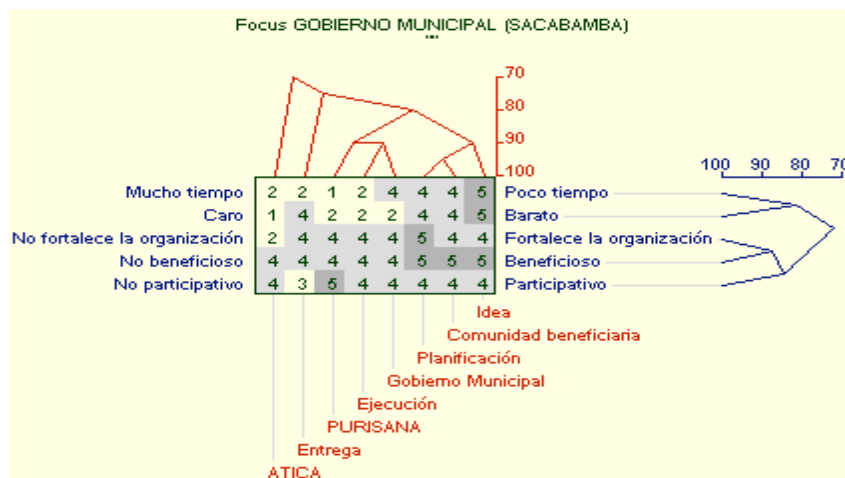 Focus GOBIERNO MUNICIPAL (SACABAMBA)
70
80
90
100
100 90 80 70
Mucho tiempo 2 2 1 2 4 4 4 5 Poco tiempo
Caro 1 4 2 2 2 4 4 5 Barato
No fortalece la organización 2 4 4 4 4 5 4 4 Fortalece la organización
No beneficioso 4 4 4 4 4 5 5 5 Beneficioso
No participativo 4 3 5 4 4 4 4 4 Participativo
Idea
Comunidad beneficiaria
Planificación
Gobierno Municipal
Ejecución
PURISANA
Entrega
ATICA